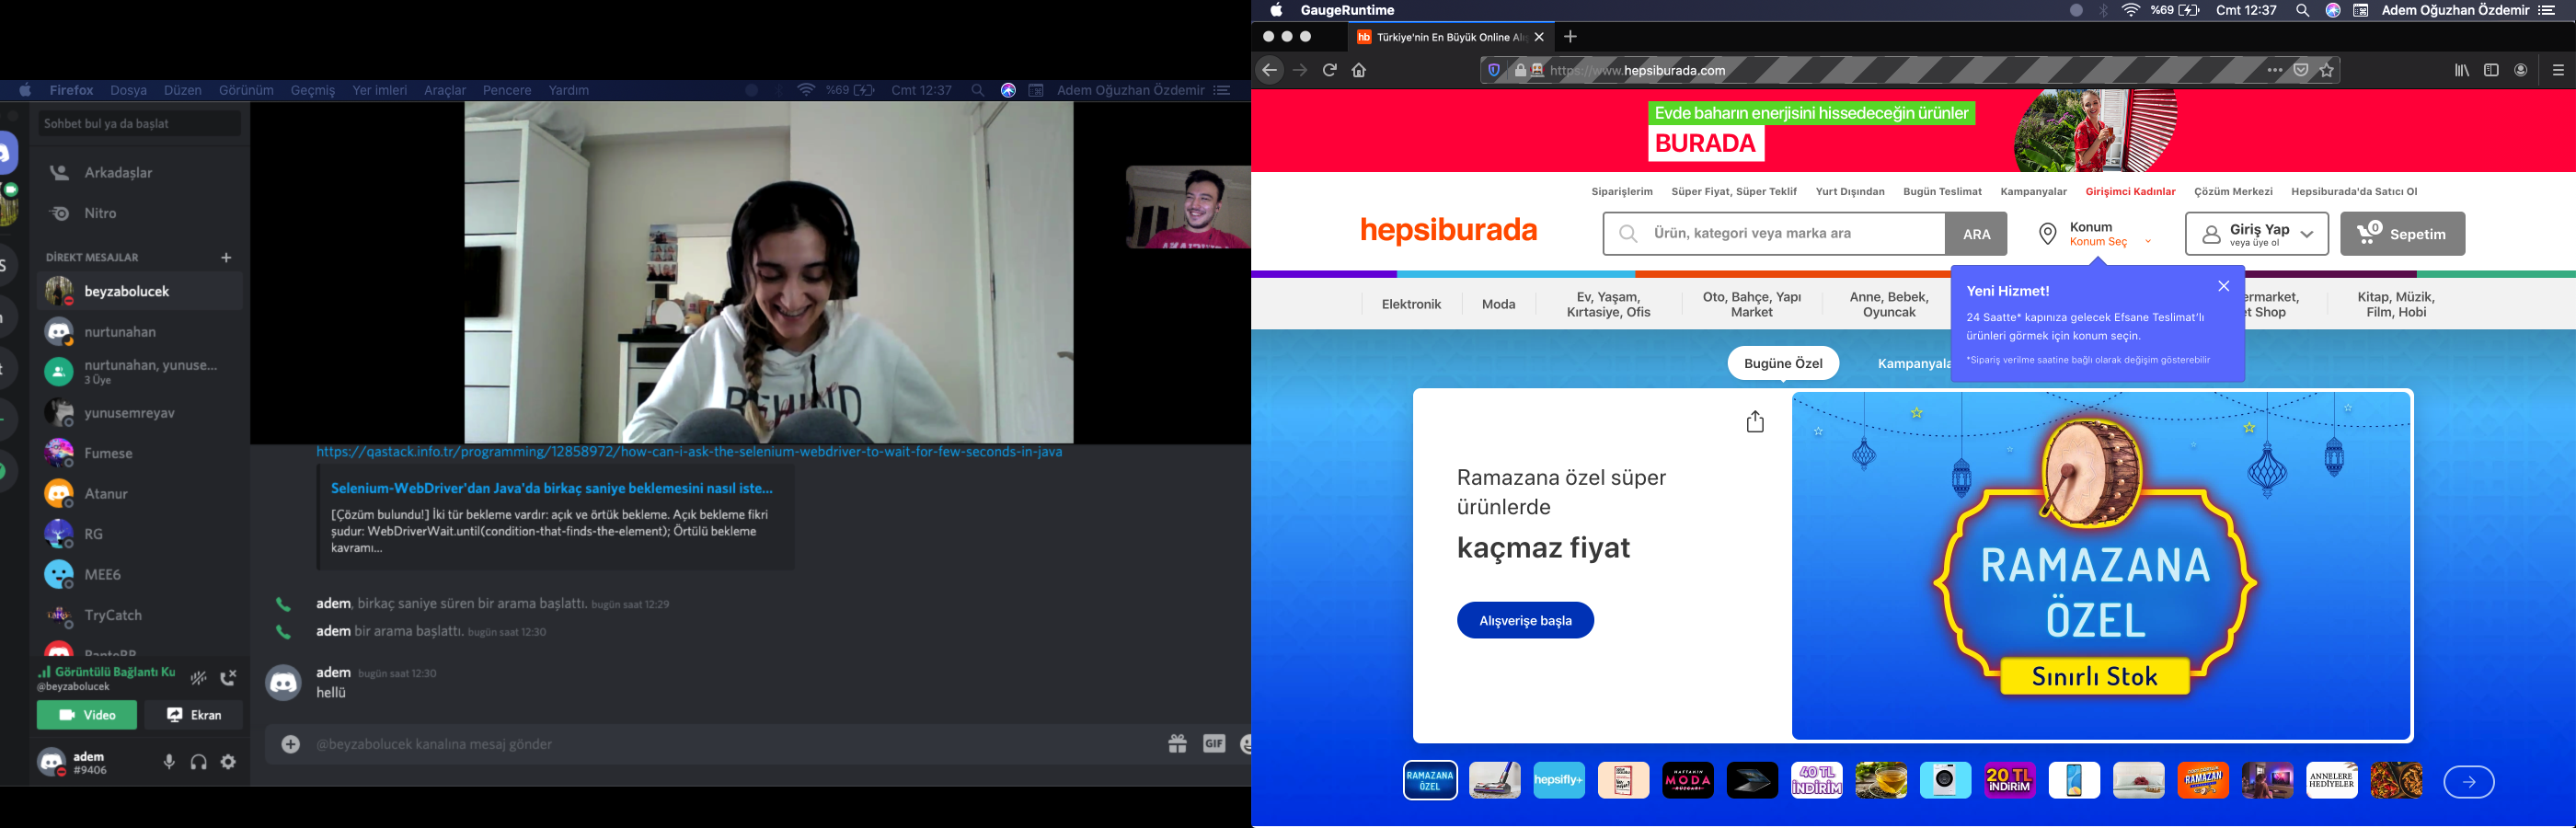 Firefox Dosya Düzen Görünüm Geçmiş Yer imleri Araçlar Pencere Yardım %69 Cmt 12:37 Adem Oğuzhan Özdemir
Sohbet bul ya da başlat
Arkadaşlar
Nitro
DİREKT MESAJLAR +
beyzabolucek
nurtunahan
nurtunahan, yunuse...
3 Üye
yunusemreyav
Fumese
Atanur
RG
MEE6
TryCatch
Görüntülü Bağlantı Ku
@beyzabolucek
Video Ekran
adem
#9406
https://qastack.info.tr/programming/12858972/how-can-i-ask-the-selenium-webdriver-to-wait-for-few-seconds-in-java
Selenium-WebDriver'dan Java'da birkaç saniye beklemesini nasıl iste...
[Çözüm bulundu!] İki tür bekleme vardır: açık ve örtük bekleme. Açık bekleme fikri
şudur: WebDriverWait.until(condition-that-finds-the-element); Örtülü bekleme
kavramı...
adem, birkaç saniye süren bir arama başlattı. bugün saat 12:29
adem bir arama başlattı. bugün saat 12:30
adem bugün saat 12:30
hellü
@beyzabolucek kanalına mesaj gönder
GIF
GaugeRuntime %69 Cmt 12:37 Adem Oğuzhan Özdemir
hb Türkiye'nin En Büyük Online Alı
https://www.hepsiburada.com
Evde baharın enerjisini hissedeceğin ürünler
BURADA
Siparişlerim Süper Fiyat, Süper Teklif Yurt Dışından Bugün Teslimat Kampanyalar Girişimci Kadınlar Çözüm Merkezi Hepsiburada'da Satıcı Ol
hepsiburada
Ürün, kategori veya marka ara ARA
Konum
Konum Seç
Giriş Yap
veya üye ol
0 Sepetim
Elektronik
Moda
Ev, Yaşam,
Kırtasiye, Ofis
Oto, Bahçe, Yapı
Market
Anne, Bebek,
Oyuncak
ermarket,
et Shop
Kitap, Müzik,
Film, Hobi
Yeni Hizmet!
24 Saatte* kapınıza gelecek Efsane Teslimat'lı
ürünleri görmek için konum seçin.
*Sipariş verilme saatine bağlı olarak değişim gösterebilir
Bugüne Özel Kampanyala
Ramazana özel süper
ürünlerde
kaçmaz fiyat
Alışverişe başla
RAMAZANA
ÖZEL
Sınırlı Stok
RAMAZANA
ÖZEL
hepsifly
HAFTANIN
MODA
RÜZGARI
40 TL
İNDİRİM
20 TL
İNDİRİM
RAMAZAN
ANNELERE
HEDİYELER